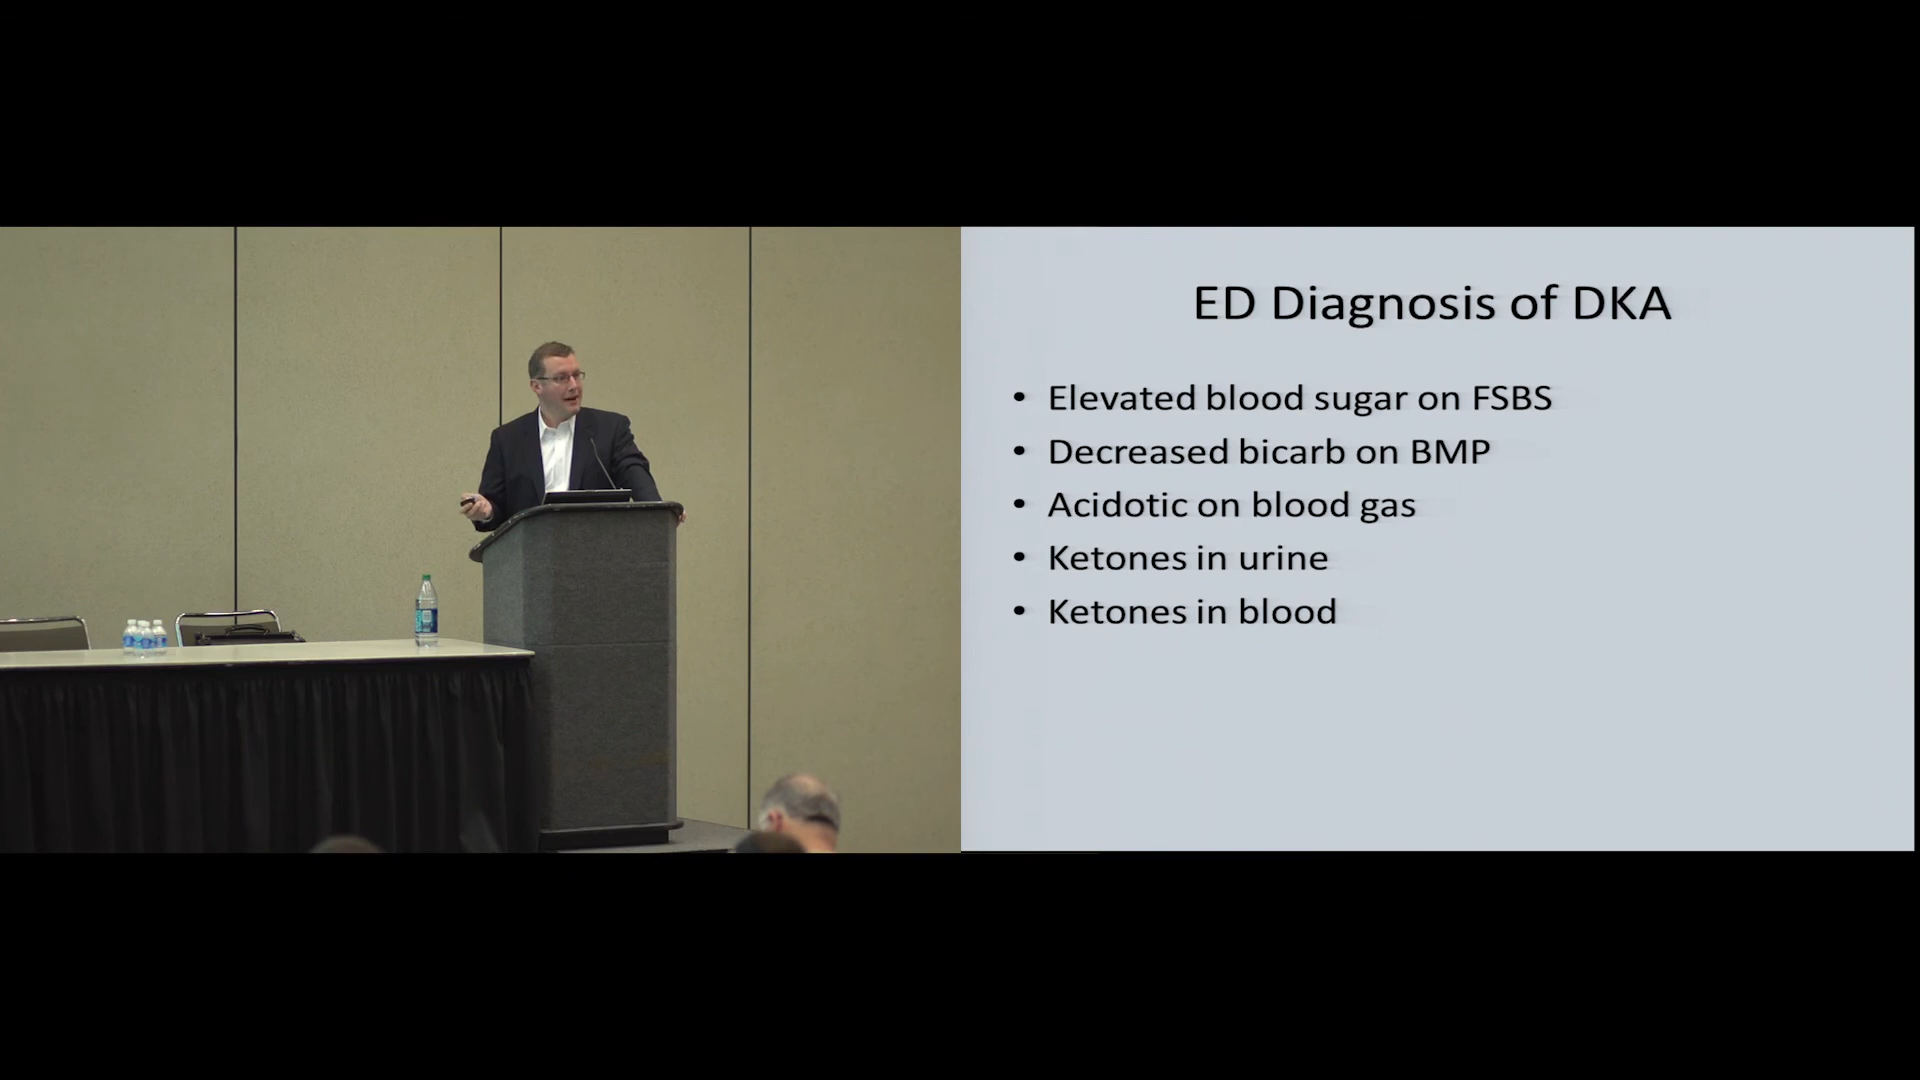 ED Diagnosis of DKA
• Elevated blood sugar on FSBS
• Decreased bicarb on BMP
• Acidotic on blood gas
• Ketones in urine
• Ketones in blood